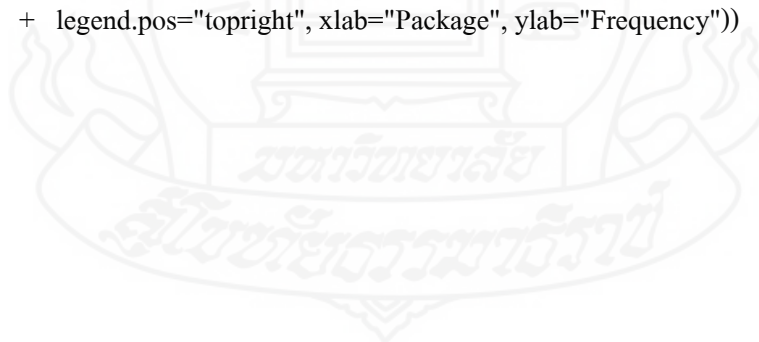 + legend.pos="topright", xlab="Package", ylab="Frequency"))
มหาวิทยาลัย
สุโขทัยธรรมาธิราช